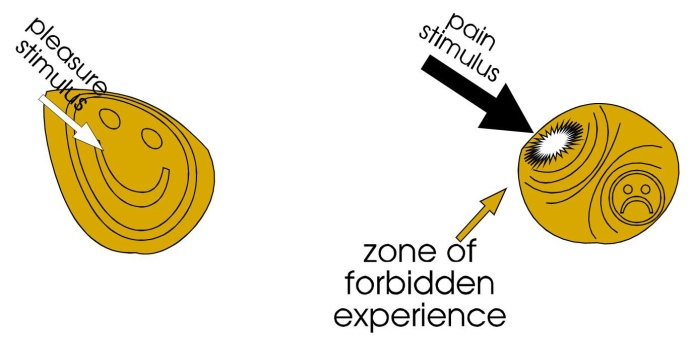 pleasure
stimulus
pain
stimulus
zone of
forbidden
experience